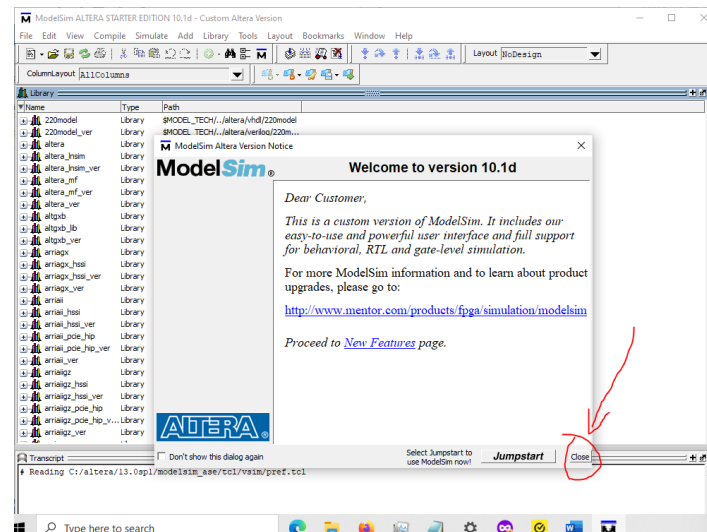 ModelSim ALTERA STARTER EDITION 10.1d - Custom Altera Version
File Edit View Compile Simulate Add Library Tools Layout Bookmarks Window Help
Layout NoDesign
ColumnLayout AllColumns
Library
Name Type Path
220model Library $MODEL_TECH/../altera/vhdl/220model
220model_ver Library $MODEL_TECH/../altera/verilog/220m...
altera Library
altera_lnsim Library
altera_lnsim_ver Library
altera_mf Library
altera_mf_ver Library
altera_ver Library
altgxb Library
altgxb_lib Library
altgxb_ver Library
arriagx Library
arriagx_hssi Library
arriagx_hssi_ver Library
arriagx_ver Library
arriaii Library
arriaii_hssi Library
arriaii_hssi_ver Library
arriaii_pcie_hip Library
arriaii_pcie_hip_ver Library
arriaii_ver Library
arriaiigz Library
arriaiigz_hssi Library
arriaiigz_hssi_ver Library
arriaiigz_pcie_hip Library
arriaiigz_pcie_hip_v... Library
arriaiigz_ver Library
ModelSim Altera Version Notice
ModelSim®
Welcome to version 10.1d
Dear Customer,
This is a custom version of ModelSim. It includes our
easy-to-use and powerful user interface and full support
for behavioral, RTL and gate-level simulation.
For more ModelSim information and to learn about product
upgrades, please go to:
http://www.mentor.com/products/fpga/simulation/modelsim
Proceed to New Features page.
ALTERA®
Don't show this dialog again
Select Jumpstart to
use ModelSim now!
Jumpstart
Close
Transcript
# Reading C:/altera/13.0sp1/modelsim_ase/tcl/vsim/pref.tcl
Type here to search